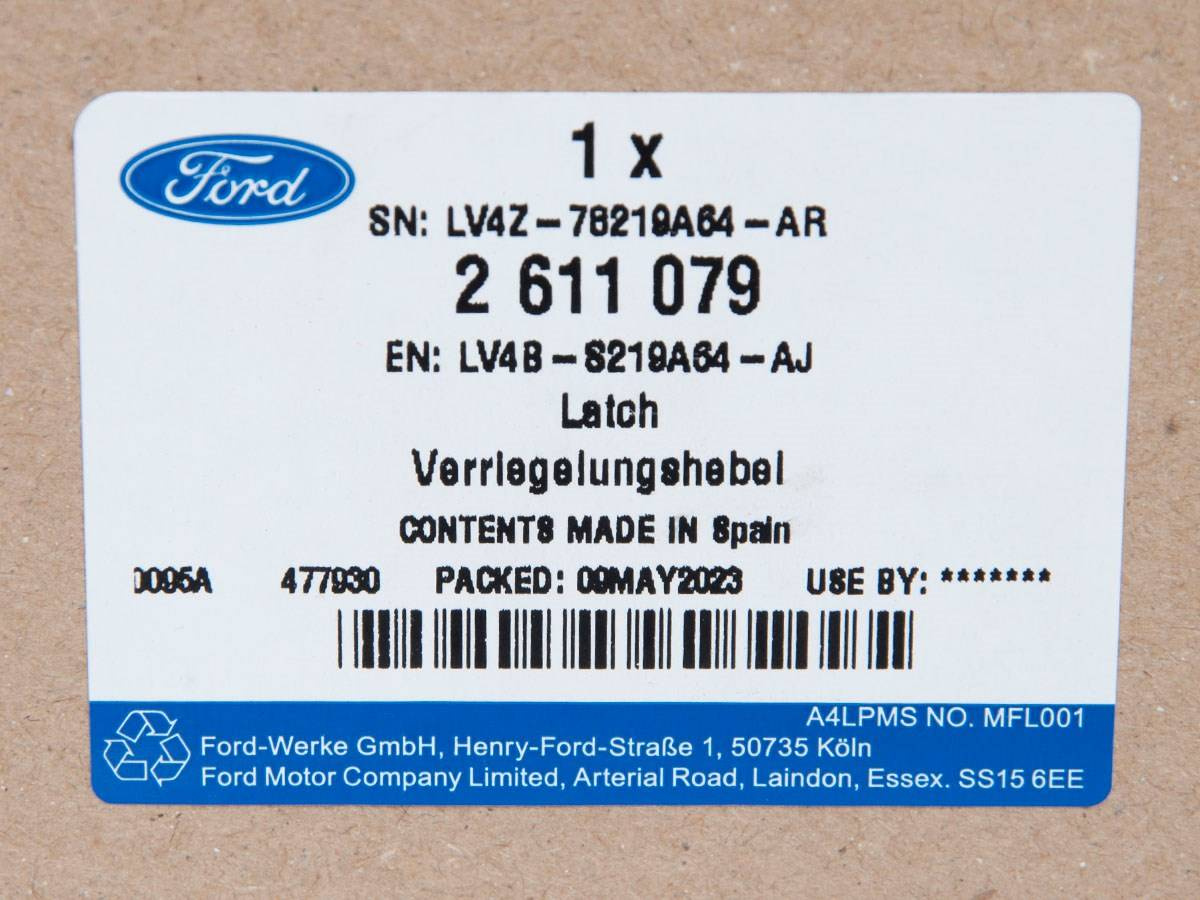 Ford
1 x
SN: LV4Z-78219A64-AR
2 611 079
EN: LV4B-S219A64-AJ
Latch
Verriegelungshebel
CONTENTS MADE IN Spain
0095A 477930 PACKED: 09MAY2023 USE BY: *******
A4LPMS NO. MFL001
Ford-Werke GmbH, Henry-Ford-Straße 1, 50735 Köln
Ford Motor Company Limited, Arterial Road, Laindon, Essex. SS15 6EE